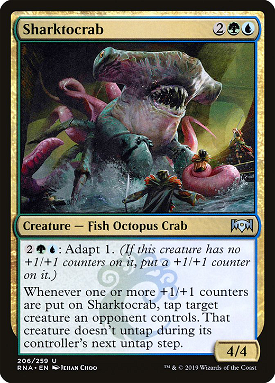 Sharktocrab 2
Creature — Fish Octopus Crab
2: Adapt 1. (If this creature has no
+1/+1 counters on it, put a +1/+1 counter
on it.)
Whenever one or more +1/+1 counters
are put on Sharktocrab, tap target
creature an opponent controls. That
creature doesn't untap during its
controller's next untap step.
4/4
206/259 U
RNA • EN Jehan Choo
™ & © 2019 Wizards of the Coast